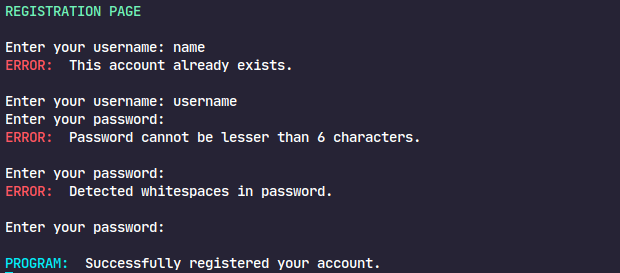 REGISTRATION PAGE
Enter your username: name
ERROR:  This account already exists.
Enter your username: username
Enter your password:
ERROR:  Password cannot be lesser than 6 characters.
Enter your password:
ERROR:  Detected whitespaces in password.
Enter your password:
PROGRAM:  Successfully registered your account.